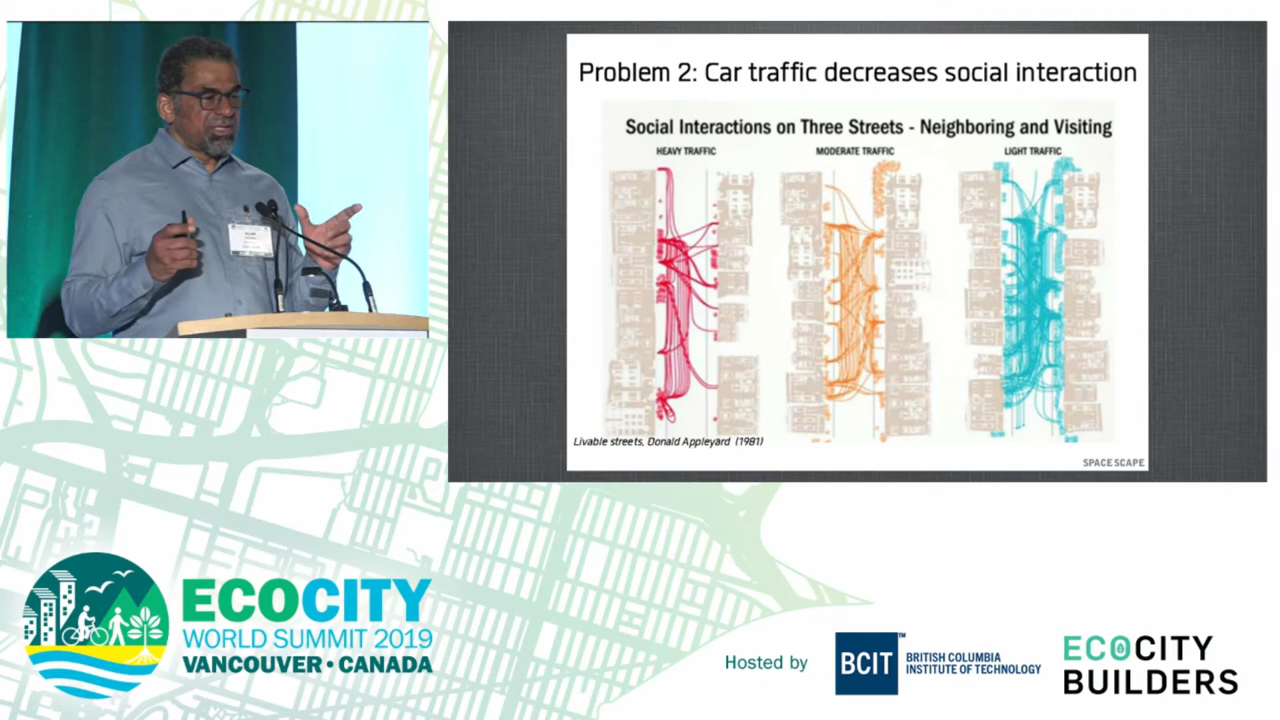 Problem 2: Car traffic decreases social interaction
Social Interactions on Three Streets - Neighboring and Visiting
HEAVY TRAFFIC
MODERATE TRAFFIC
LIGHT TRAFFIC
Livable streets, Donald Appleyard (1981)
SPACESCAPE
ECOCITY
WORLD SUMMIT 2019
VANCOUVER • CANADA
Hosted by
BCIT™
BRITISH COLUMBIA
INSTITUTE OF TECHNOLOGY
ECOCITY
BUILDERS